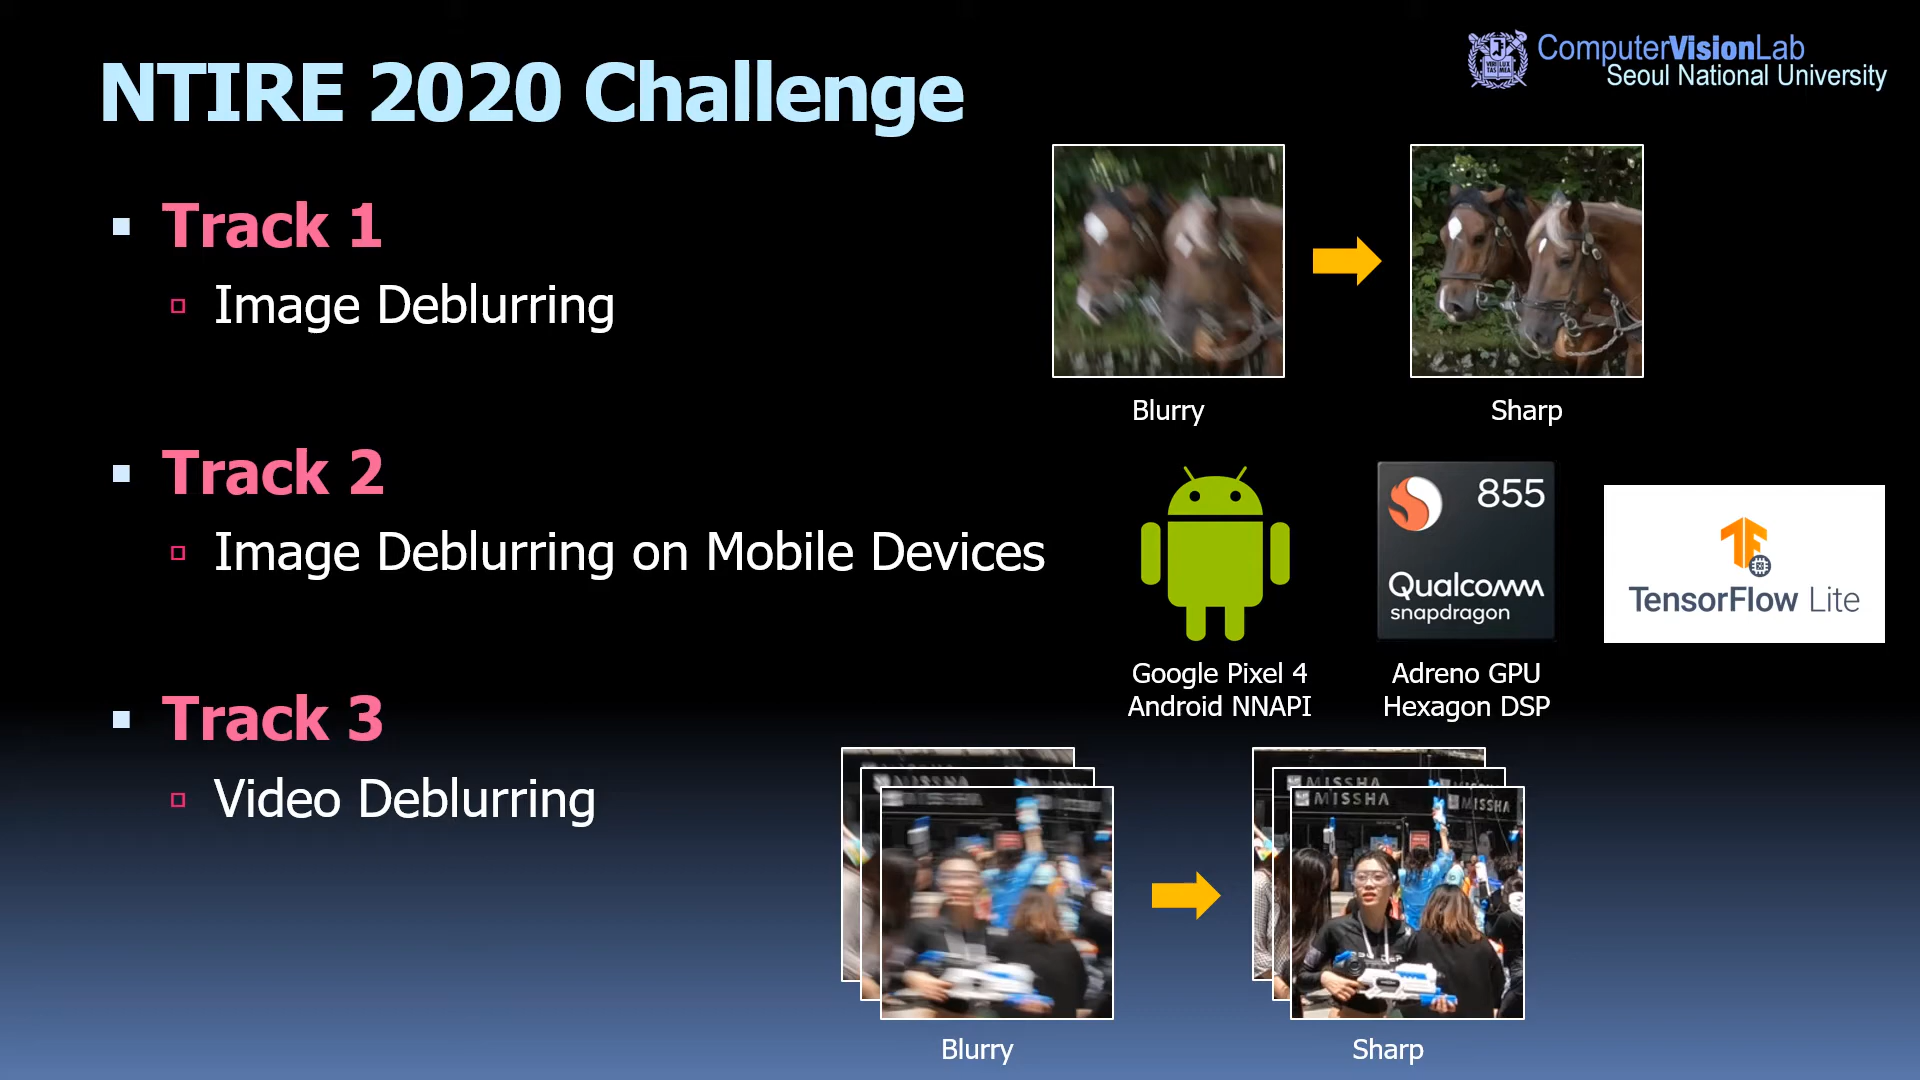 NTIRE 2020 Challenge
ComputerVisionLab
Seoul National University
Track 1
Image Deblurring
Blurry
Sharp
Track 2
Image Deblurring on Mobile Devices
855
Qualcomm
snapdragon
TensorFlow Lite
Google Pixel 4
Android NNAPI
Adreno GPU
Hexagon DSP
Track 3
Video Deblurring
MISSHA
MISSHA
MISSHA
Blurry
Sharp